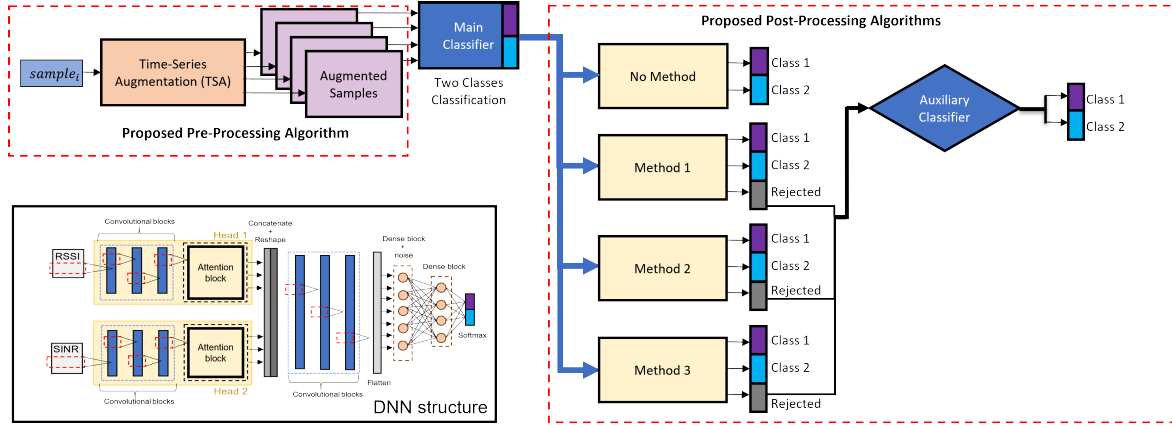 sample_i
Time-Series
Augmentation (TSA)
Augmented
Samples
Proposed Pre-Processing Algorithm
Main
Classifier
Two Classes
Classification
Proposed Post-Processing Algorithms
No Method
Class 1
Class 2
Method 1
Class 1
Class 2
Rejected
Method 2
Class 1
Class 2
Rejected
Method 3
Class 1
Class 2
Rejected
Auxiliary
Classifier
Class 1
Class 2
Convolutional blocks
Head 1
RSSI
Attention
block
Concatenate
+
Reshape
SINR
Attention
block
Head 2
Convolutional blocks
Convolutional blocks
Flatten
Dense block
+
noise
Dense block
Softmax
DNN structure